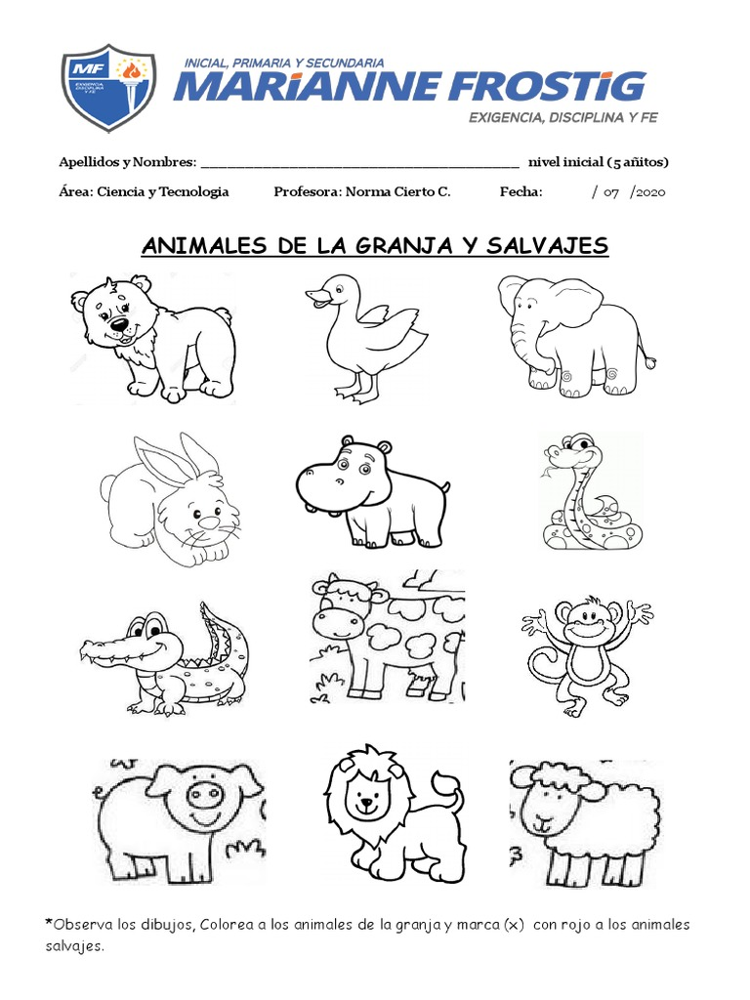 MF
EXIGENCIA
DISCIPLINA
Y FE
INICIAL, PRIMARIA Y SECUNDARIA
MARiANNE FROSTiG
EXIGENCIA, DISCIPLINA Y FE
Apellidos y Nombres: ____________________________________ nivel inicial (5 añitos)
Área: Ciencia y Tecnologia Profesora: Norma Cierto C. Fecha: / 07 /2020
ANIMALES DE LA GRANJA Y SALVAJES
*Observa los dibujos, Colorea a los animales de la granja y marca (x) con rojo a los animales
salvajes.